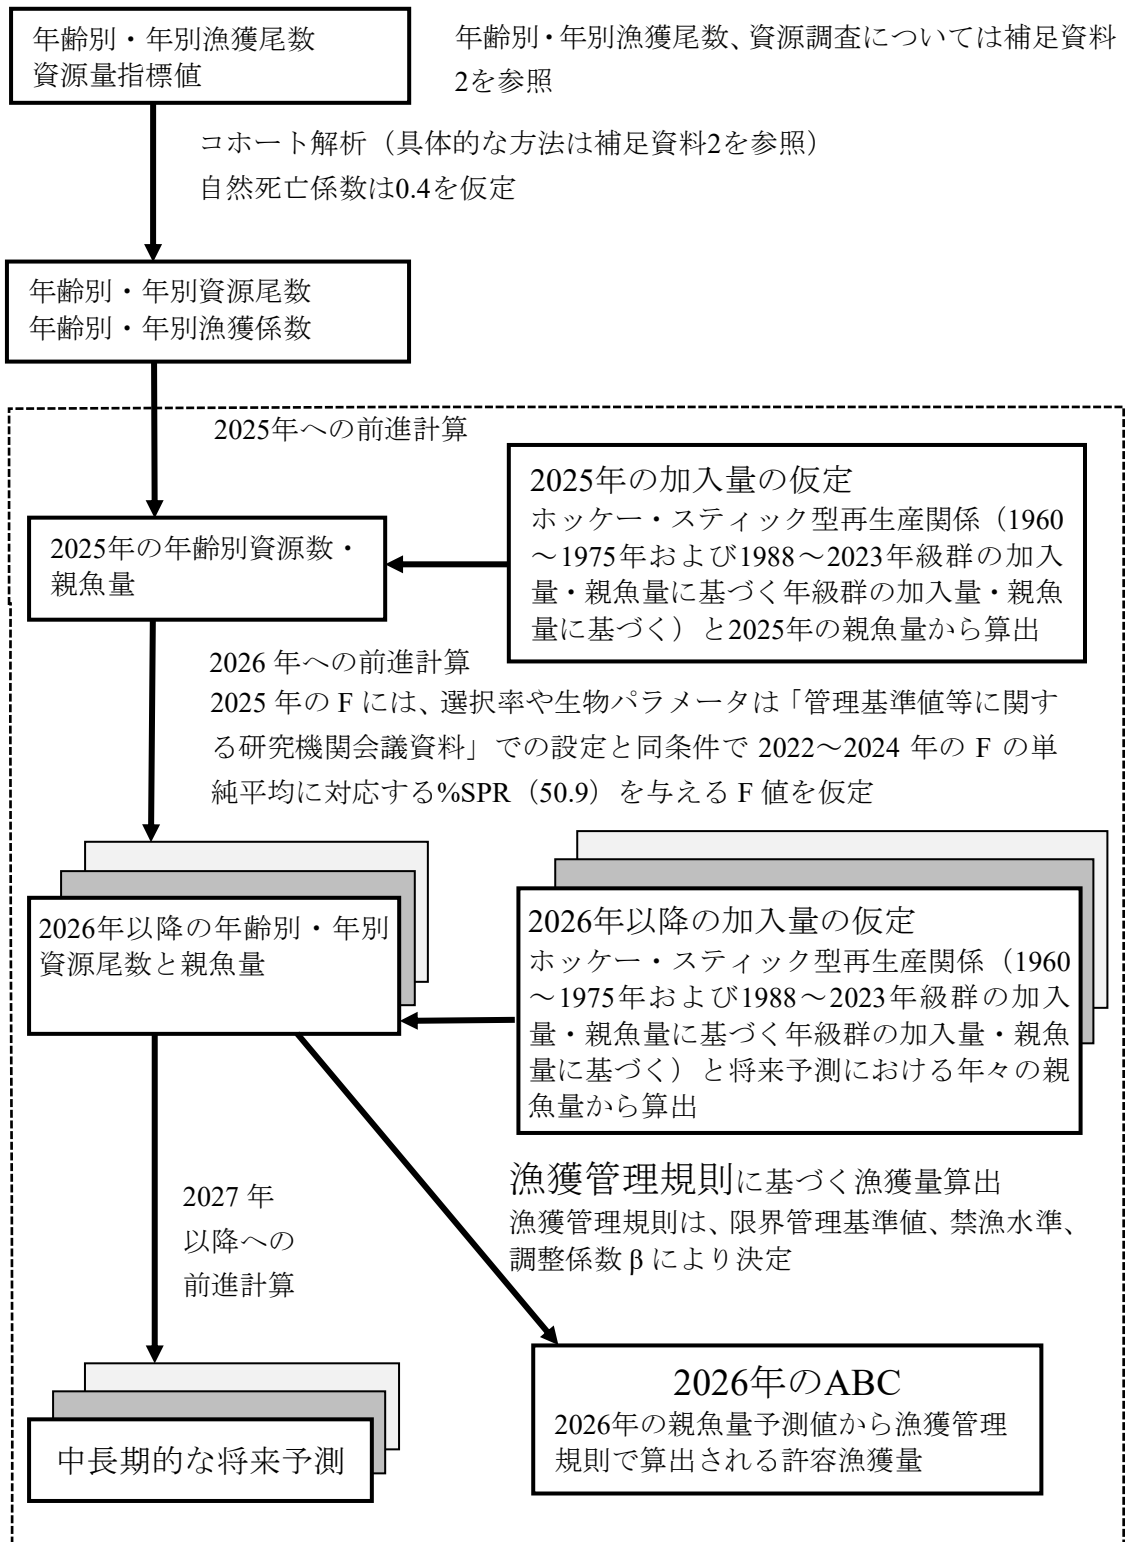 年齢別・年別漁獲尾数
資源量指標値
年齢別・年別漁獲尾数、資源調査については補足資料
2を参照
コホート解析（具体的な方法は補足資料2を参照）
自然死亡係数は0.4を仮定
年齢別・年別資源尾数
年齢別・年別漁獲係数
2025年への前進計算
2025年の加入量の仮定
ホッケー・スティック型再生産関係（1960
～1975年および1988～2023年級群の加入
量・親魚量に基づく年級群の加入量・親魚
量に基づく）と2025年の親魚量から算出
2025年の年齢別資源数・
親魚量
2026 年への前進計算
2025 年の F には、選択率や生物パラメータは「管理基準値等に関す
る研究機関会議資料」での設定と同条件で 2022～2024 年の F の単
純平均に対応する%SPR（50.9）を与える F 値を仮定
2026年以降の年齢別・年別
資源尾数と親魚量
2026年以降の加入量の仮定
ホッケー・スティック型再生産関係（1960
～1975年および1988～2023年級群の加入
量・親魚量に基づく年級群の加入量・親魚
量に基づく）と将来予測における年々の親
魚量から算出
漁獲管理規則に基づく漁獲量算出
漁獲管理規則は、限界管理基準値、禁漁水準、
調整係数 β により決定
2027 年
以降への
前進計算
2026年のABC
2026年の親魚量予測値から漁獲管理
規則で算出される許容漁獲量
中長期的な将来予測